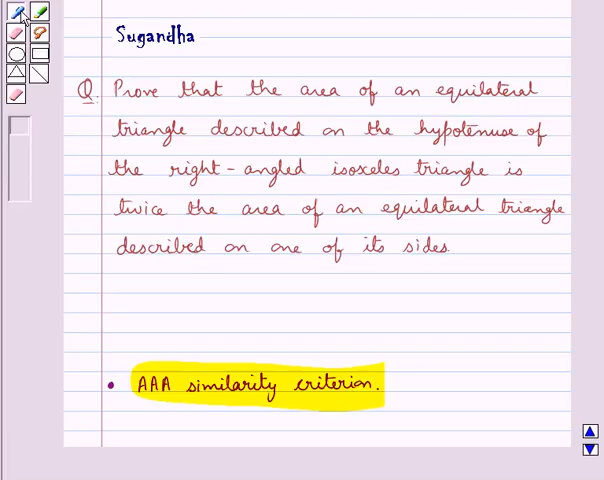 Sugandha
Q. Prove that the area of an equilateral
triangle described on the hypotenuse of
the right-angled isoxeles triangle is
twice the area of an equilateral triangle
described on one of its sides.
• AAA similarity criterion.